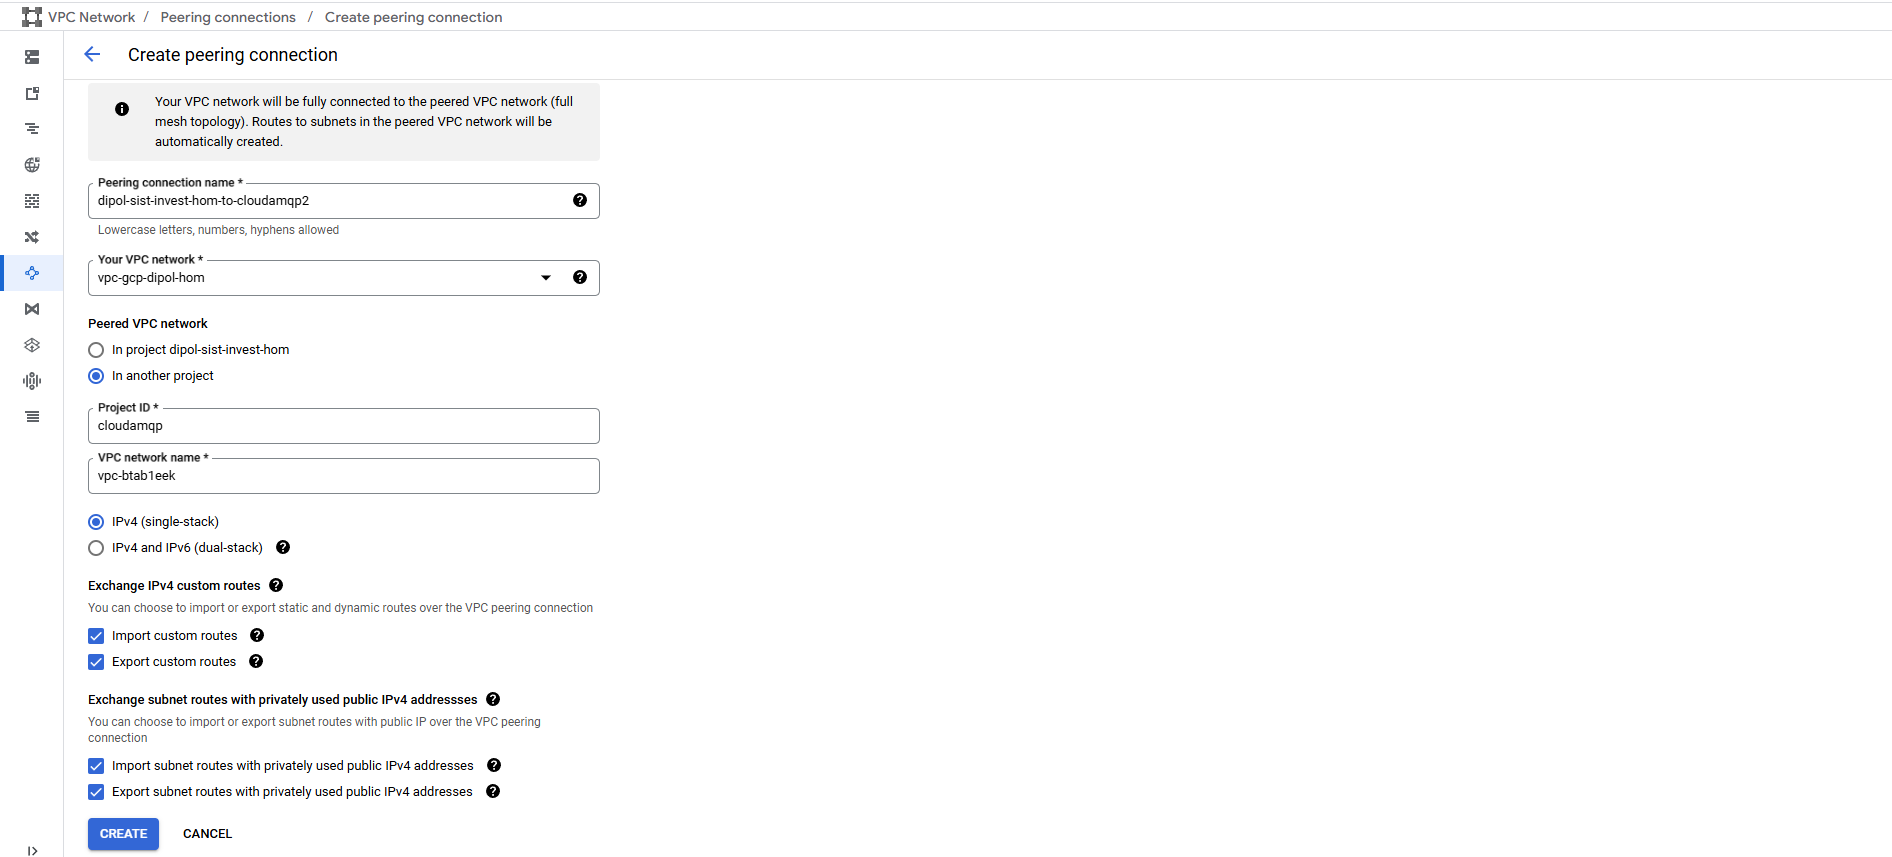 VPC Network / Peering connections / Create peering connection
Create peering connection
Your VPC network will be fully connected to the peered VPC network (full
mesh topology). Routes to subnets in the peered VPC network will be
automatically created.
Peering connection name *
dipol-sist-invest-hom-to-cloudamqp2
Lowercase letters, numbers, hyphens allowed
Your VPC network *
vpc-gcp-dipol-hom
Peered VPC network
In project dipol-sist-invest-hom
In another project
Project ID *
cloudamqp
VPC network name *
vpc-btab1eek
IPv4 (single-stack)
IPv4 and IPv6 (dual-stack)
Exchange IPv4 custom routes
You can choose to import or export static and dynamic routes over the VPC peering connection
Import custom routes
Export custom routes
Exchange subnet routes with privately used public IPv4 addressses
You can choose to import or export subnet routes with public IP over the VPC peering
connection
Import subnet routes with privately used public IPv4 addresses
Export subnet routes with privately used public IPv4 addresses
CREATE CANCEL